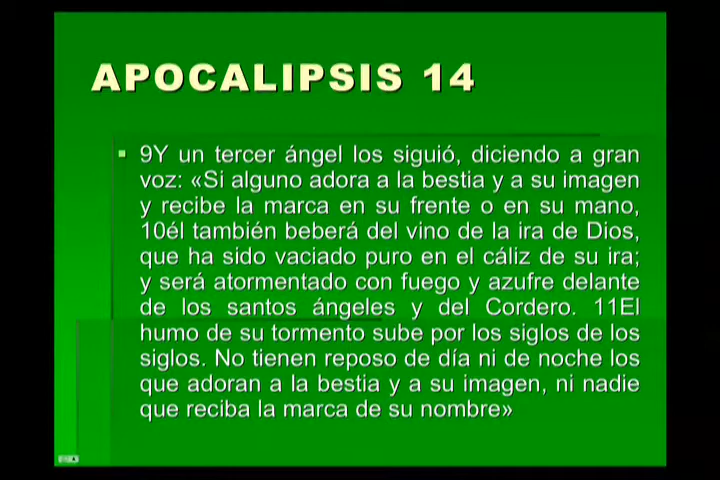 APOCALIPSIS 14
9Y un tercer ángel los siguió, diciendo a gran
voz: «Si alguno adora a la bestia y a su imagen
y recibe la marca en su frente o en su mano,
10él también beberá del vino de la ira de Dios,
que ha sido vaciado puro en el cáliz de su ira;
y será atormentado con fuego y azufre delante
de los santos ángeles y del Cordero. 11El
humo de su tormento sube por los siglos de los
siglos. No tienen reposo de día ni de noche los
que adoran a la bestia y a su imagen, ni nadie
que reciba la marca de su nombre»